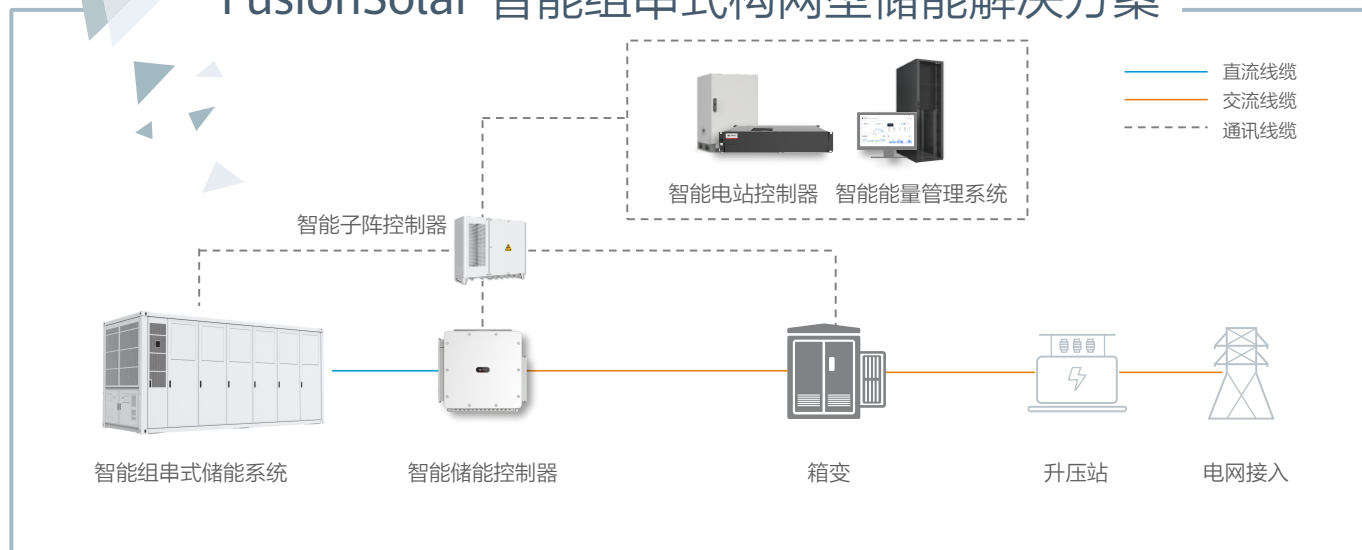 FusionSolar 智能组串式构网型储能解决方案
直流线缆
交流线缆
通讯线缆
智能电站控制器 智能能量管理系统
智能子阵控制器
智能组串式储能系统 智能储能控制器 箱变 升压站 电网接入